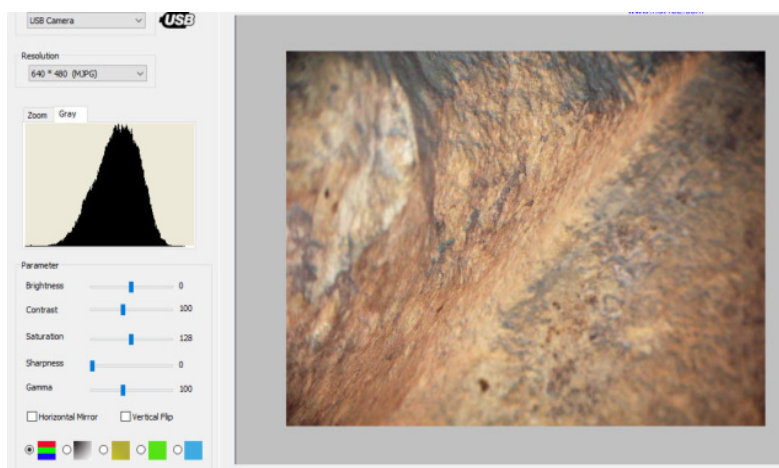 USB Camera
USB
Resolution
640 * 480 (MJPG)
Zoom Gray
Parameter
Brightness 0
Contrast 100
Saturation 128
Sharpness 0
Gamma 100
Horizontal Mirror Vertical Flip